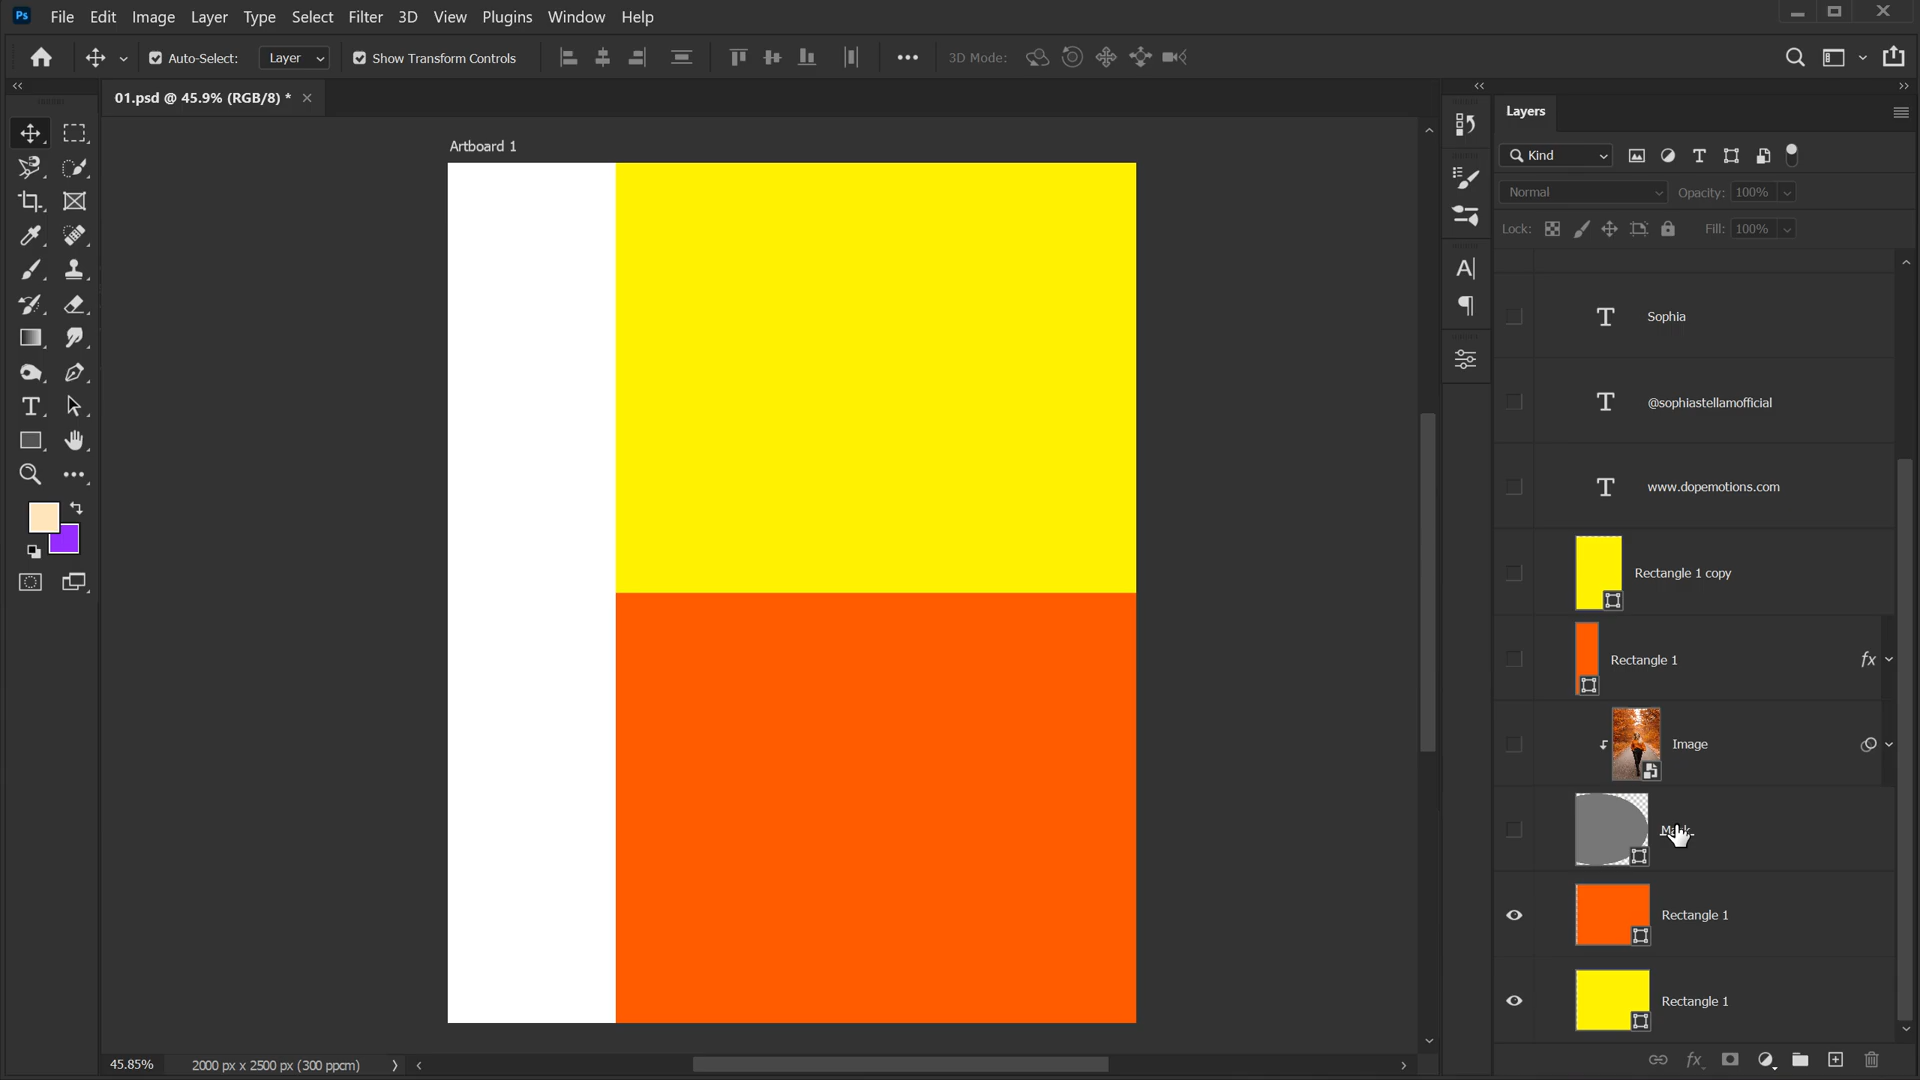 Ps File Edit Image Layer Type Select Filter 3D View Plugins Window Help
Auto-Select: Layer Show Transform Controls 3D Mode:
01.psd @ 45.9% (RGB/8) *
Artboard 1
Layers
Kind
Normal Opacity: 100%
Lock: Fill: 100%
Sophia
@sophiastellamofficial
www.dopemotions.com
Rectangle 1 copy
Rectangle 1 fx
Image
Rectangle 1
Rectangle 1
45.85% 2000 px x 2500 px (300 ppcm)
fx